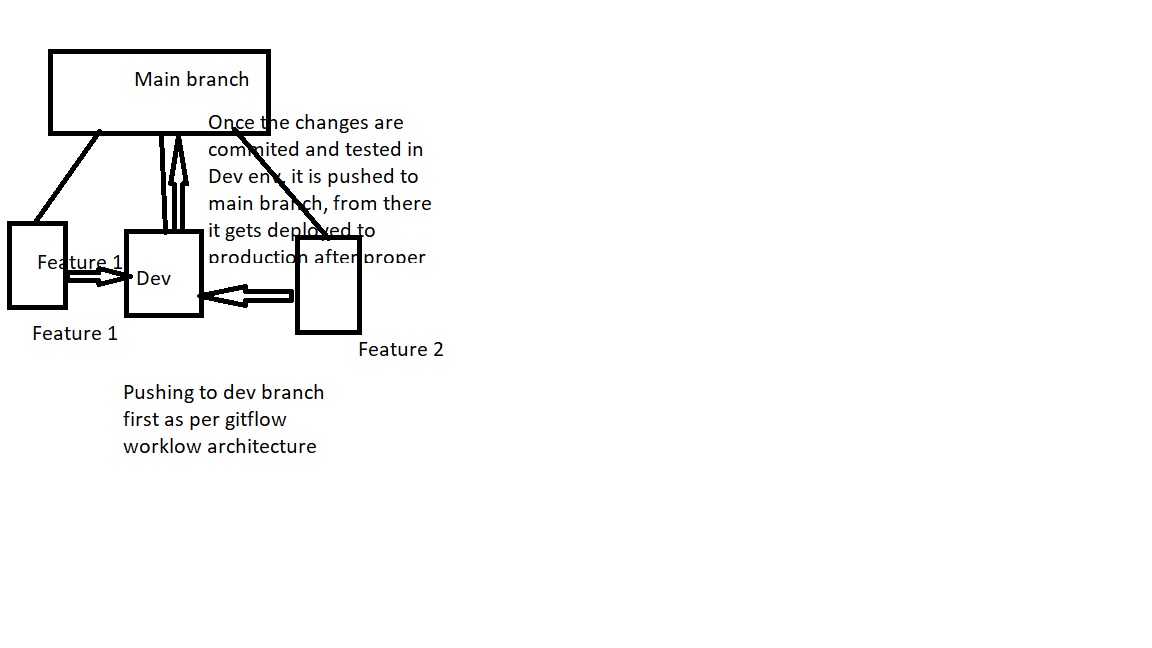 Main branch
Once the changes are
commited and tested in
Dev env, it is pushed to
main branch, from there
it gets deployed to
production after proper
Feature 1
Dev
Feature 1
Feature 2
Pushing to dev branch
first as per gitflow
worklow architecture